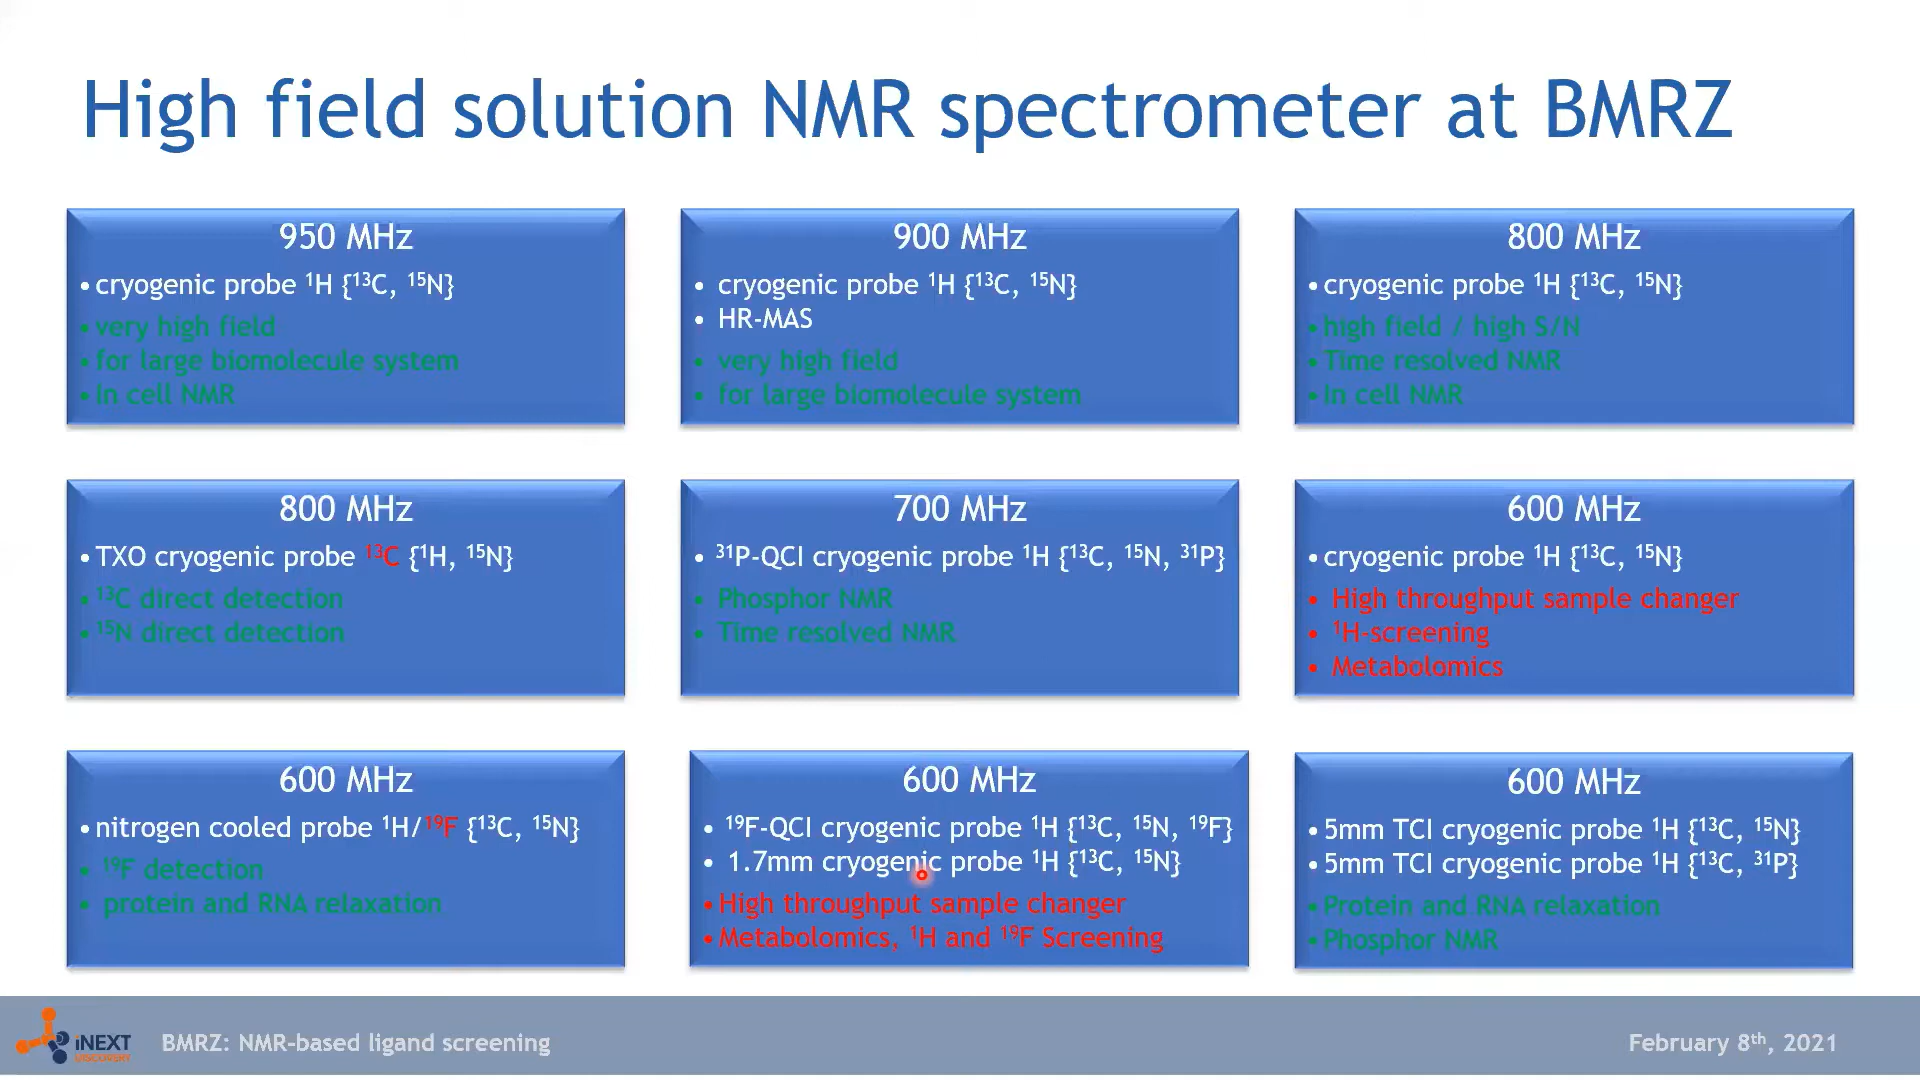 High field solution NMR spectrometer at BMRZ
950 MHz
•cryogenic probe ¹H {¹³C, ¹⁵N}
•very high field
•for large biomolecule system
•In cell NMR
900 MHz
• cryogenic probe ¹H {¹³C, ¹⁵N}
• HR-MAS
• very high field
• for large biomolecule system
800 MHz
•cryogenic probe ¹H {¹³C, ¹⁵N}
•high field / high S/N
•Time resolved NMR
•In cell NMR
800 MHz
•TXO cryogenic probe ¹³C {¹H, ¹⁵N}
•¹³C direct detection
•¹⁵N direct detection
700 MHz
• ³¹P-QCI cryogenic probe ¹H {¹³C, ¹⁵N, ³¹P}
• Phosphor NMR
• Time resolved NMR
600 MHz
•cryogenic probe ¹H {¹³C, ¹⁵N}
• High throughput sample changer
• ¹H-screening
• Metabolomics
600 MHz
•nitrogen cooled probe ¹H/¹⁹F {¹³C, ¹⁵N}
• ¹⁹F detection
• protein and RNA relaxation
600 MHz
• ¹⁹F-QCI cryogenic probe ¹H {¹³C, ¹⁵N, ¹⁹F}
• 1.7mm cryogenic probe ¹H {¹³C, ¹⁵N}
•High throughput sample changer
•Metabolomics, ¹H and ¹⁹F Screening
600 MHz
•5mm TCI cryogenic probe ¹H {¹³C, ¹⁵N}
•5mm TCI cryogenic probe ¹H {¹³C, ³¹P}
•Protein and RNA relaxation
•Phosphor NMR
iNEXT
DISCOVERY
BMRZ: NMR-based ligand screening
February 8ᵗʰ, 2021